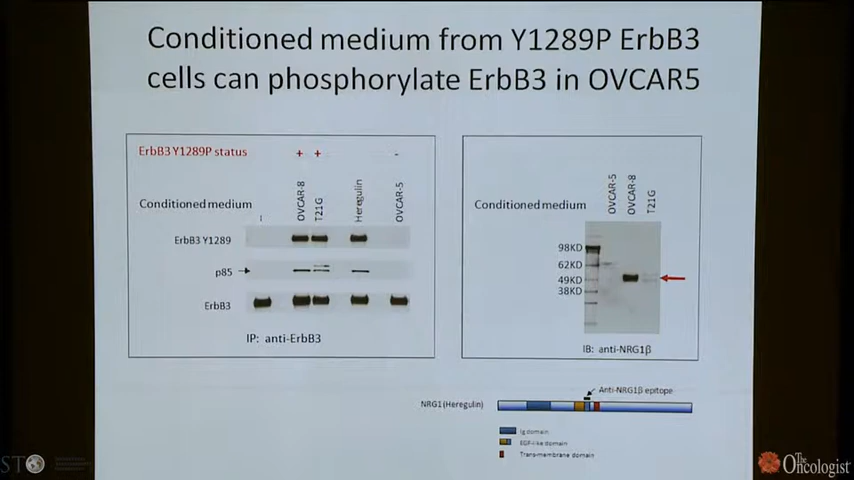 Conditioned medium from Y1289P ErbB3
cells can phosphorylate ErbB3 in OVCAR5
ErbB3 Y1289P status + + -
Conditioned medium - OVCAR-8 T21G Heregulin OVCAR-5
ErbB3 Y1289
p85
ErbB3
IP: anti-ErbB3
Conditioned medium OVCAR-5 OVCAR-8 T21G
98KD
62KD
49KD
38KD
IB: anti-NRG1β
Anti-NRG1β epitope
NRG1(Heregulin)
Ig domain
EGF-like domain
Trans-membrane domain
STO
The
Oncologist